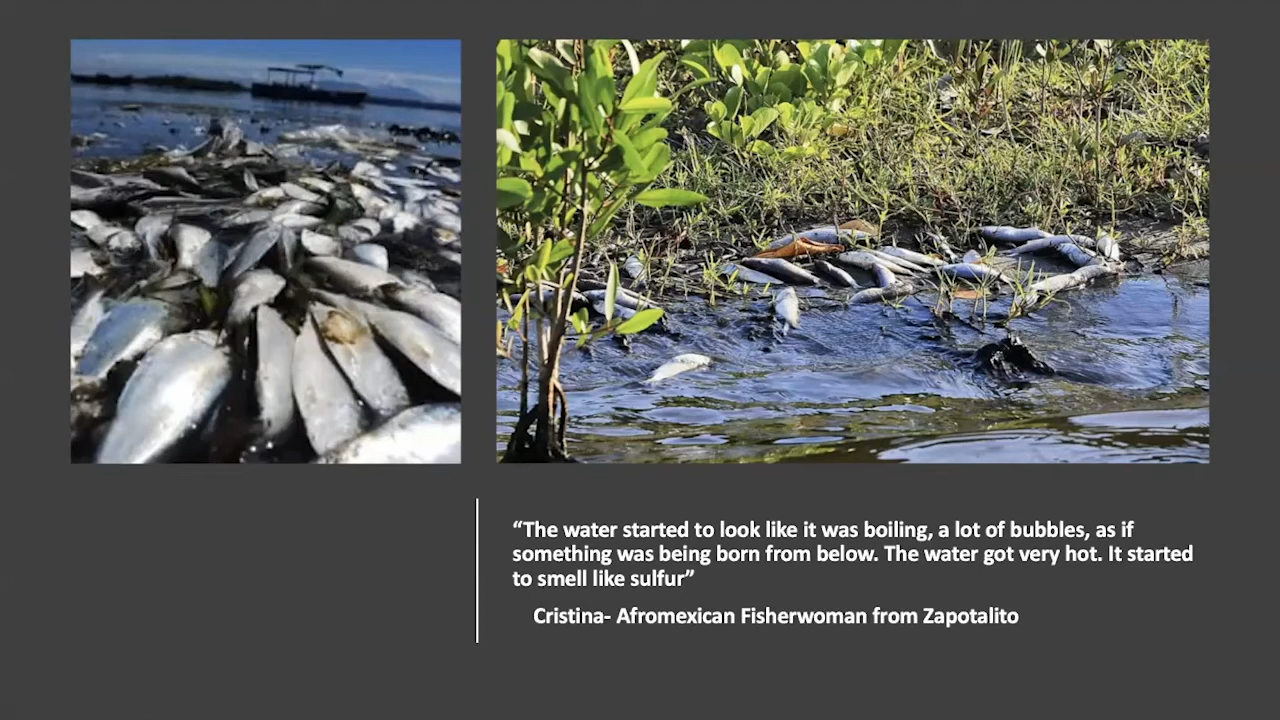 “The water started to look like it was boiling, a lot of bubbles, as if
something was being born from below. The water got very hot. It started
to smell like sulfur”
Cristina- Afromexican Fisherwoman from Zapotalito